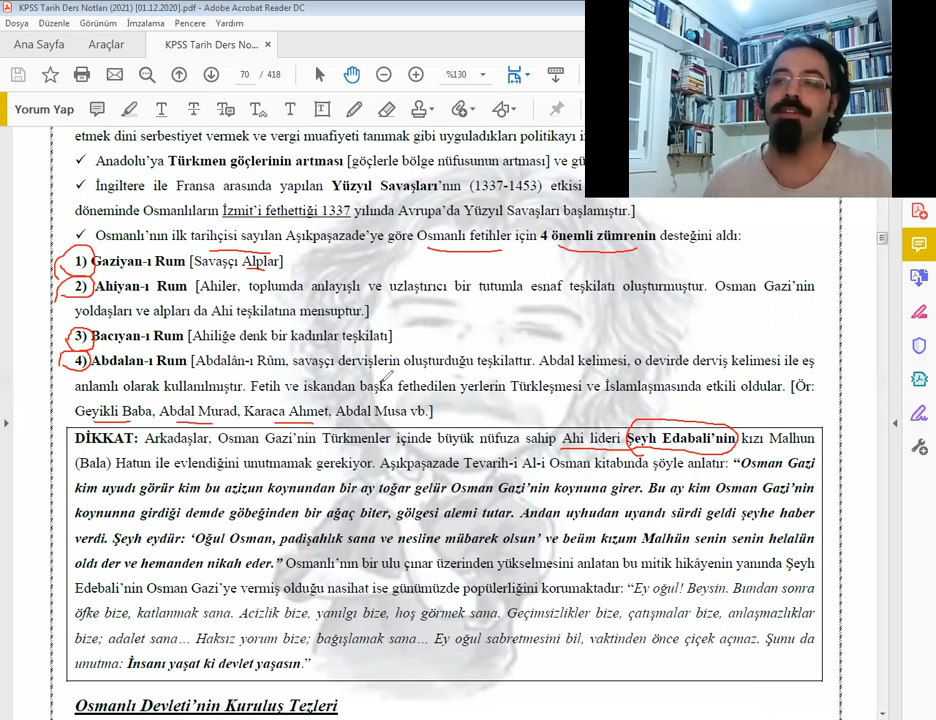 KPSS Tarih Ders Notları (2021) [01.12.2020].pdf - Adobe Acrobat Reader DC
Dosya Düzenle Görünüm İmzalama Pencere Yardım
Ana Sayfa Araçlar KPSS Tarih Ders No... ×
70 / 418 %130
Yorum Yap
etmek dini serbestiyet vermek ve vergi muafiyeti tanımak gibi uyguladıkları politikayı
✓ Anadolu'ya Türkmen göçlerinin artması [göçlerle bölge nüfusunun artması] ve
✓ İngiltere ile Fransa arasında yapılan Yüzyıl Savaşları'nın (1337-1453) etkisi
döneminde Osmanlıların İzmit'i fethettiği 1337 yılında Avrupa'da Yüzyıl Savaşları başlamıştır.]
✓ Osmanlı'nın ilk tarihçisi sayılan Aşıkpaşazade'ye göre Osmanlı fetihler için 4 önemli zümrenin desteğini aldı:
1) Gaziyan-ı Rum [Savaşçı Alplar]
2) Ahiyan-ı Rum [Ahiler, toplumda anlayışlı ve uzlaştırıcı bir tutumla esnaf teşkilatı oluşturmuştur. Osman Gazi'nin
yoldaşları ve alpları da Ahi teşkilatına mensuptur.]
3) Bacıyan-ı Rum [Ahiliğe denk bir kadınlar teşkilatı]
4) Abdalan-ı Rum [Abdalân-ı Rûm, savaşçı dervişlerin oluşturduğu teşkilattır. Abdal kelimesi, o devirde derviş kelimesi ile eş
anlamlı olarak kullanılmıştır. Fetih ve iskandan başka fethedilen yerlerin Türkleşmesi ve İslamlaşmasında etkili oldular. [Ör:
Geyikli Baba, Abdal Murad, Karaca Ahmet, Abdal Musa vb.]
DİKKAT: Arkadaşlar, Osman Gazi'nin Türkmenler içinde büyük nüfuza sahip Ahi lideri Şeyh Edabali'nin kızı Malhun
(Bala) Hatun ile evlendiğini unutmamak gerekiyor. Aşıkpaşazade Tevarih-i Al-i Osman kitabında şöyle anlatır: “Osman Gazi
kim uyudı görür kim bu azizun koynundan bir ay toğar gelür Osman Gazi'nin koynuna girer. Bu ay kim Osman Gazi'nin
koynunna girdiği demde göbeğinden bir ağaç biter, gölgesi alemi tutar. Andan uyhudan uyandı sürdi geldi şeyhe haber
verdi. Şeyh eydür: ‘Oğul Osman, padişahlık sana ve nesline mübarek olsun’ ve beüm kızum Malhün senin senin helalün
oldı der ve hemanden nikah eder.” Osmanlı'nın bir ulu çınar üzerinden yükselmesini anlatan bu mitik hikâyenin yanında Şeyh
Edebali'nin Osman Gazi'ye vermiş olduğu nasihat ise günümüzde popülerliğini korumaktadır: “Ey oğul! Beysin. Bundan sonra
öfke bize, katlanmak sana. Acizlik bize, yanılgı bize, hoş görmek sana. Geçimsizlikler bize, çatışmalar bize, anlaşmazlıklar
bize; adalet sana… Haksız yorum bize; bağışlamak sana… Ey oğul sabretmesini bil, vaktinden önce çiçek açmaz. Şunu da
unutma: İnsanı yaşat ki devlet yaşasın.”
Osmanlı Devleti'nin Kuruluş Tezleri